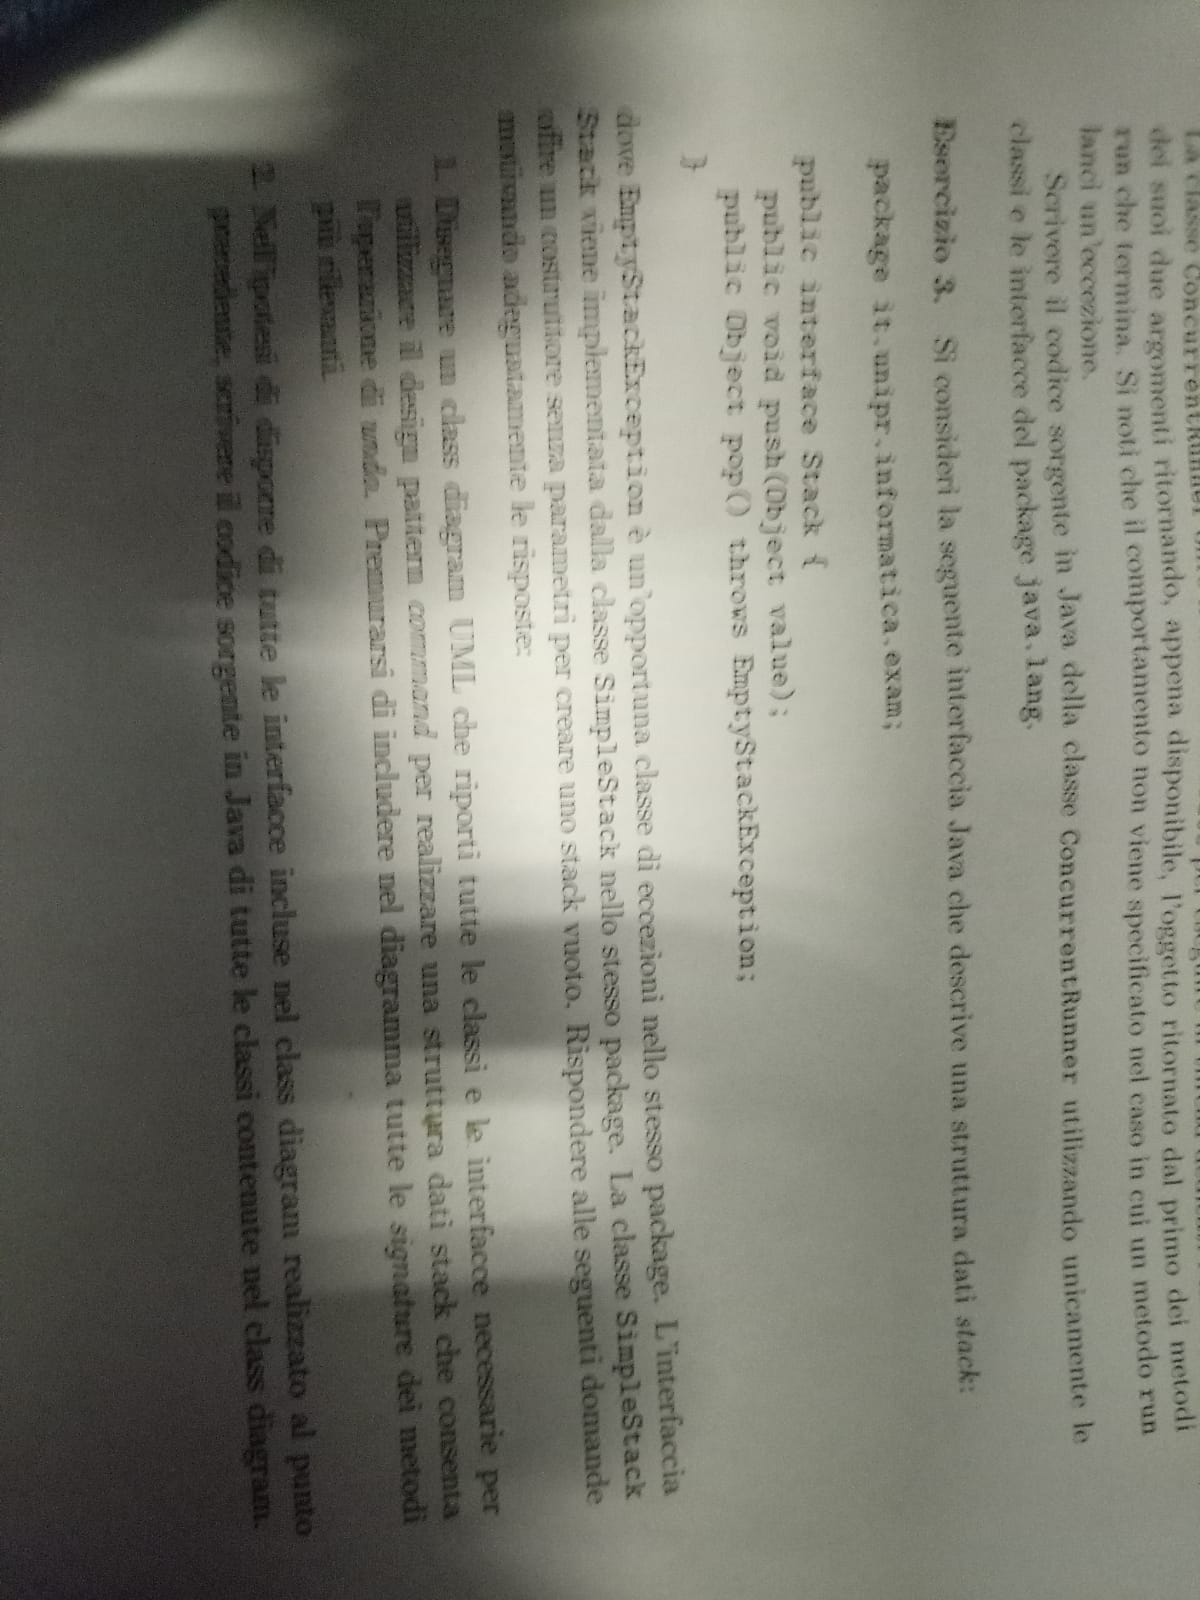 La classe ConcurrentRunner
dei suoi due argomenti ritornando, appena disponibile, l'oggetto ritornato dal primo dei metodi
run che termina. Si noti che il comportamento non viene specificato nel caso in cui un metodo run
lanci un'eccezione.
Scrivere il codice sorgente in Java della classe ConcurrentRunner utilizzando unicamente le
classi e le interfacce del package java.lang.
Esercizio 3. Si consideri la seguente interfaccia Java che descrive una struttura dati stack:
package it.unipr.informatica.exam;
public interface Stack {
public void push(Object value);
public Object pop() throws EmptyStackException;
}
dove EmptyStackException è un'opportuna classe di eccezioni nello stesso package. L'interfaccia
Stack viene implementata dalla classe SimpleStack nello stesso package. La classe SimpleStack
offre un costruttore senza parametri per creare uno stack vuoto. Rispondere alle seguenti domande
motivando adeguatamente le risposte:
1. Disegnare un class diagram UML che riporti tutte le classi e le interfacce necessarie per
utilizzare il design pattern command per realizzare una struttura dati stack che consenta
l'operazione di undo. Premurarsi di includere nel diagramma tutte le signature dei metodi
più rilevanti.
2. Nell'ipotesi di disporre di tutte le interfacce incluse nel class diagram realizzato al punto
precedente, scrivere il codice sorgente in Java di tutte le classi contenute nel class diagram.